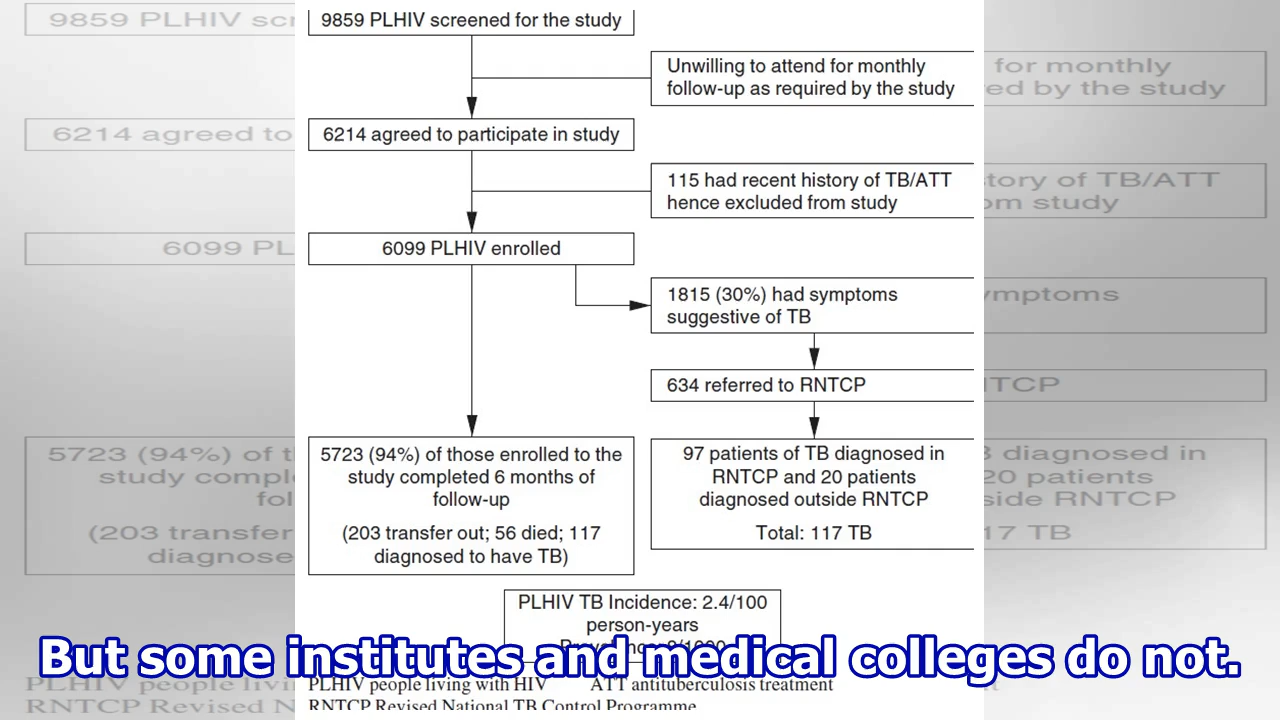 9859 PLHIV screened for the study
Unwilling to attend for monthly
follow-up as required by the study
6214 agreed to participate in study
115 had recent history of TB/ATT
hence excluded from study
6099 PLHIV enrolled
1815 (30%) had symptoms
suggestive of TB
634 referred to RNTCP
5723 (94%) of those enrolled to the
study completed 6 months of
follow-up
(203 transfer out; 56 died; 117
diagnosed to have TB)
97 patients of TB diagnosed in
RNTCP and 20 patients
diagnosed outside RNTCP
Total: 117 TB
PLHIV TB Incidence: 2.4/100
person-years
But some institutes and medical colleges do not.
PLHIV people living with HIV ATT antituberculosis treatment
RNTCP Revised National TB Control Programme